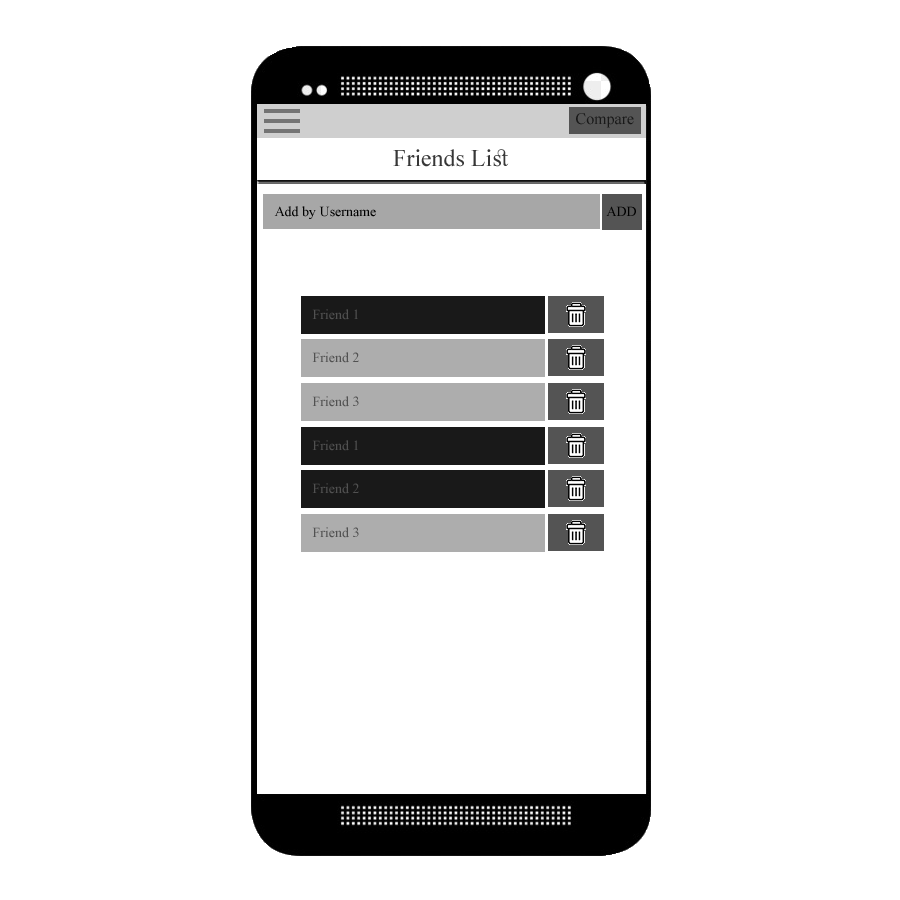 Compare
Friends List
Add by Username
ADD
Friend 1
Friend 2
Friend 3
Friend 1
Friend 2
Friend 3